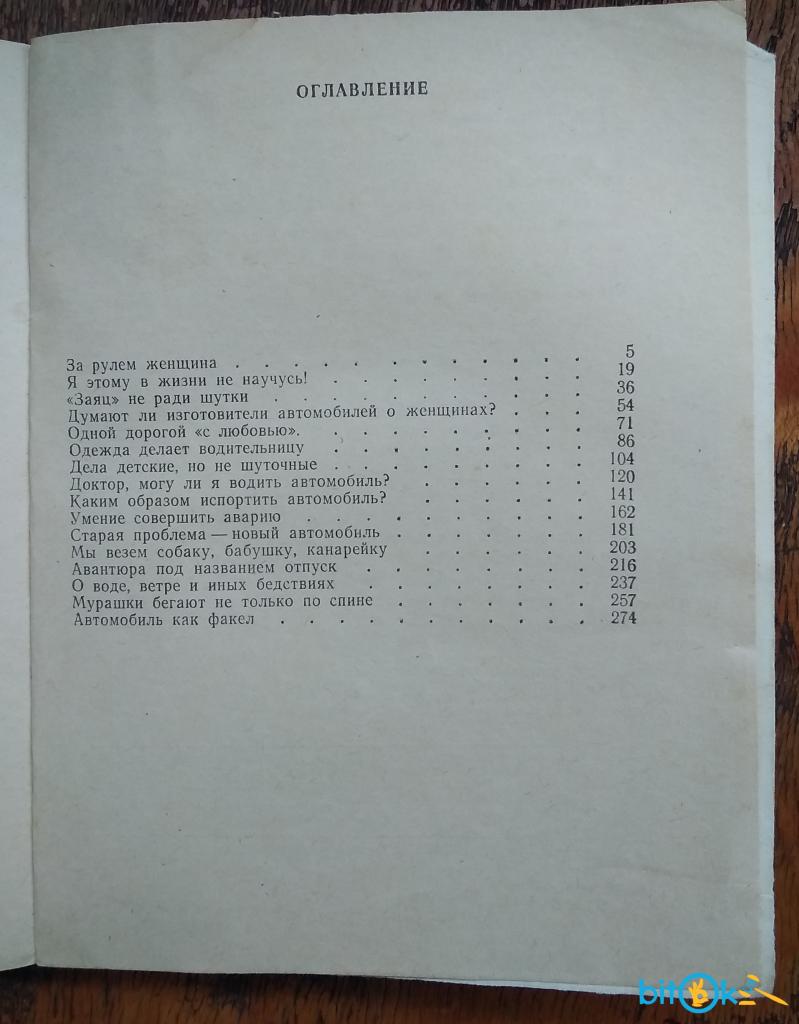 ОГЛАВЛЕНИЕ
За рулем женщина . . . . . . . . . . . . 5
Я этому в жизни не научусь! . . . . . . . . . 19
«Заяц» не ради шутки . . . . . . . . . . 36
Думают ли изготовители автомобилей о женщинах? . . . 54
Одной дорогой «с любовью». . . . . . . . . 71
Одежда делает водительницу . . . . . . . . . 86
Дела детские, но не шуточные . . . . . . . . . 104
Доктор, могу ли я водить автомобиль? . . . . . . 120
Каким образом испортить автомобиль? . . . . . . 141
Умение совершить аварию . . . . . . . . . . 162
Старая проблема — новый автомобиль . . . . . . . 181
Мы везем собаку, бабушку, канарейку . . . . . . 203
Авантюра под названием отпуск . . . . . . . . 216
О воде, ветре и иных бедствиях . . . . . . . . 237
Мурашки бегают не только по спине . . . . . . . 257
Автомобиль как факел . . . . . . . . . . . 274
bitOk